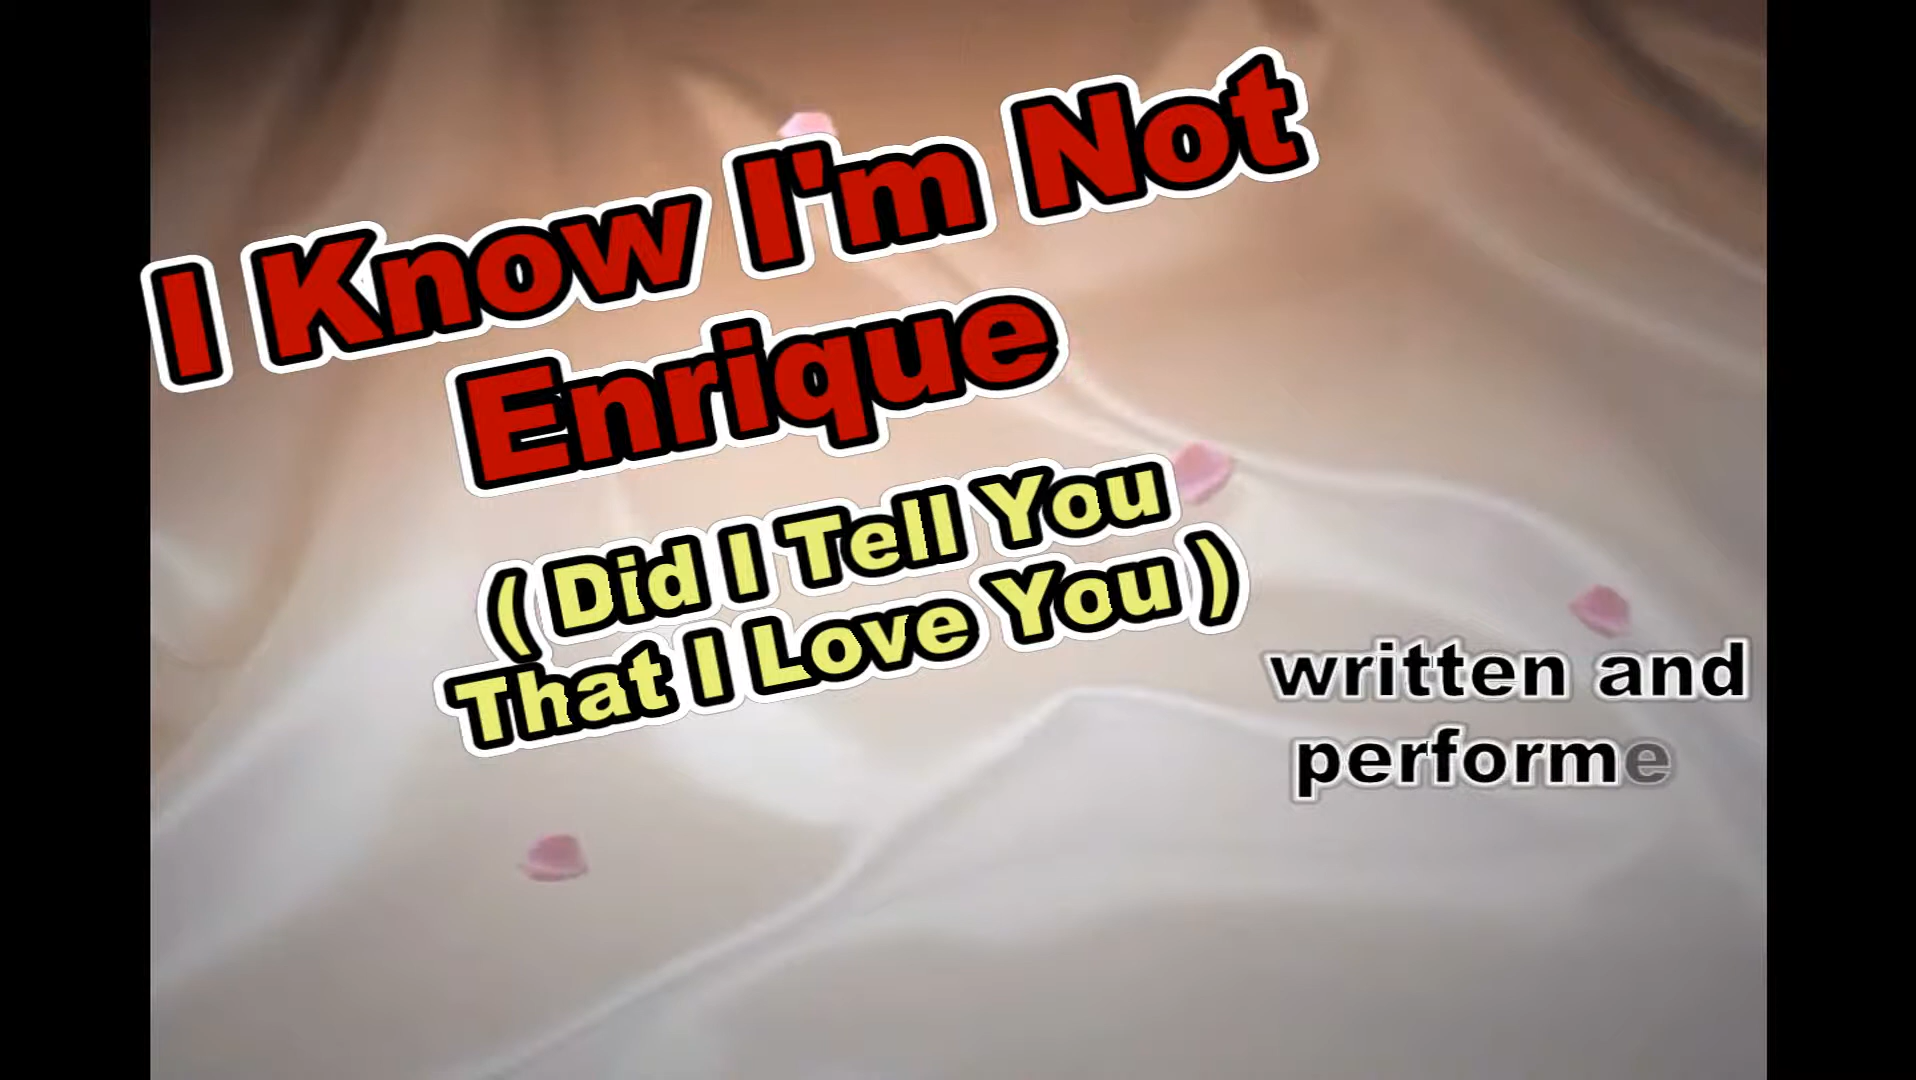 I Know I'm Not
Enrique
( Did I Tell You
That I Love You )
written and
performe